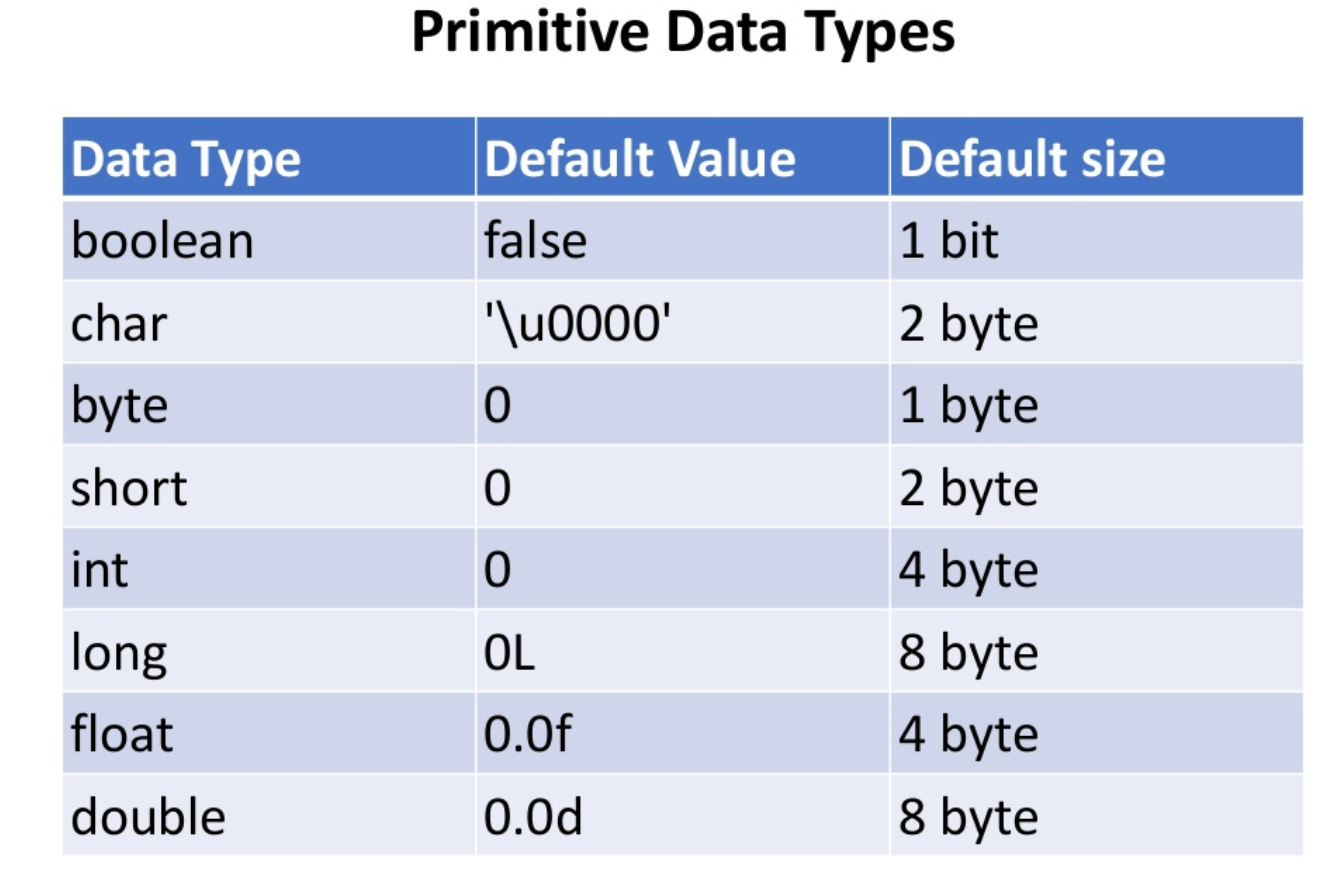 Primitive Data Types
Data Type Default Value Default size
boolean false 1 bit
char '\u0000' 2 byte
byte 0 1 byte
short 0 2 byte
int 0 4 byte
long 0L 8 byte
float 0.0f 4 byte
double 0.0d 8 byte